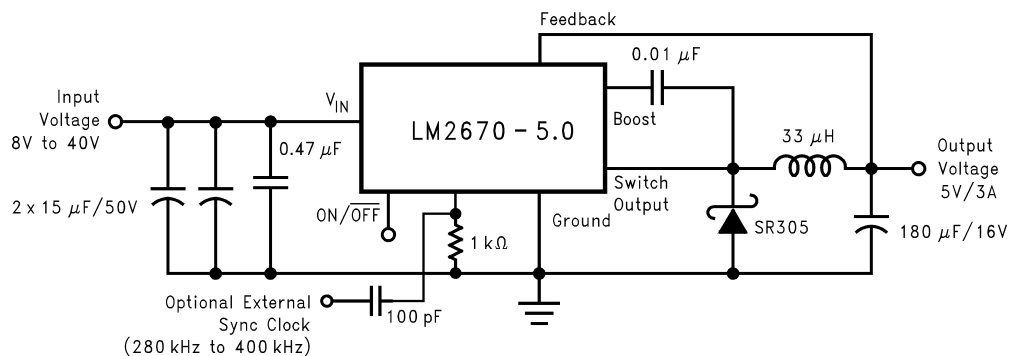 Feedback
0.01 μF
Input
Voltage
8V to 40V
V_IN
LM2670 - 5.0
Boost
33 μH
Output
Voltage
5V/3A
0.47 μF
2 x 15 μF/50V
ON/O̅F̅F̅
Switch
Output
Ground
1 kΩ
SR305
180 μF/16V
Optional External
Sync Clock
(280 kHz to 400 kHz)
100 pF